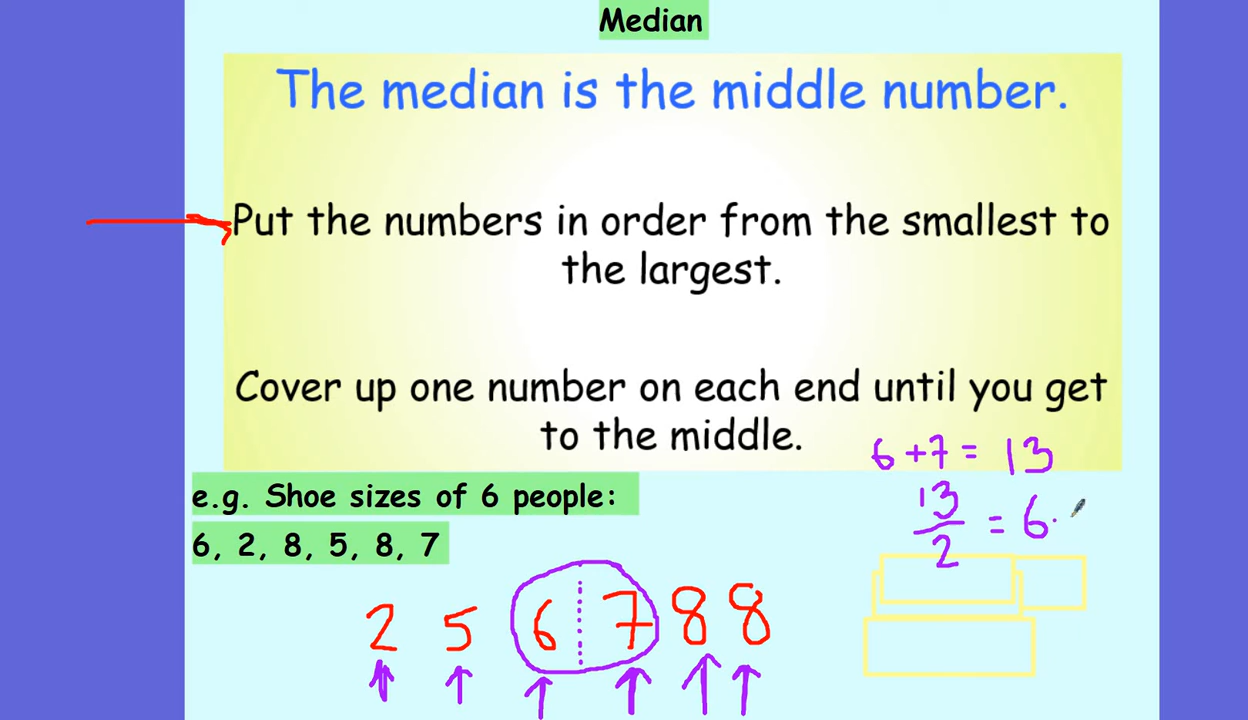 Median
The median is the middle number.
Put the numbers in order from the smallest to
the largest.
Cover up one number on each end until you get
to the middle.
6 + 7 = 13
13
2
= 6.
e.g. Shoe sizes of 6 people:
6, 2, 8, 5, 8, 7
2 5 6 7 8 8